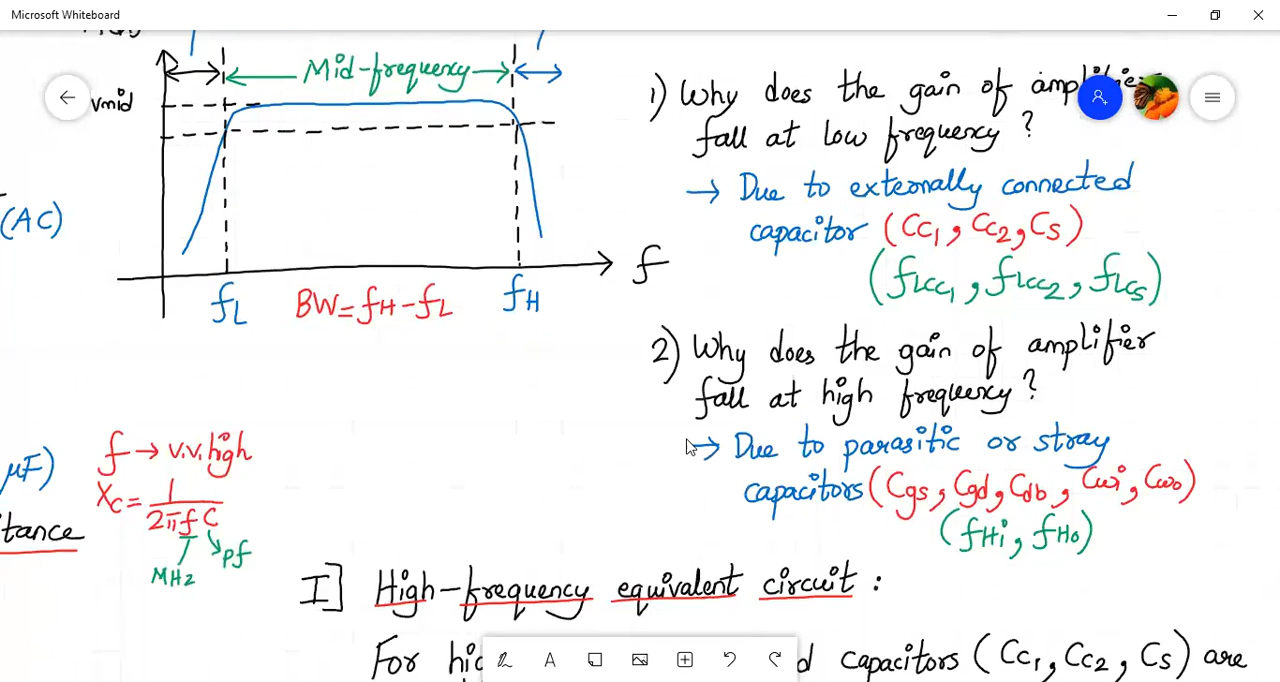 Microsoft Whiteboard
Mid-frequency
vmid
(AC)
f
fL
BW=fH-fL
fH
1) Why does the gain of amplifie
fall at low frequency?
→ Due to externally connected
capacitor (Cc1, Cc2, Cs)
(fLCC1, fLCC2, fLCs)
2) Why does the gain of amplifier
fall at high frequency?
→ Due to parasitic or stray
capacitors (Cgs, Cgd, Cdb, Cwi, Cwo)
(fHi, fHo)
μF)
tance
f → v.v.high
Xc = 1/2πfC
MHz
pf
I] High-frequency equivalent circuit:
For hi
d capacitors (Cc1, Cc2, Cs) are